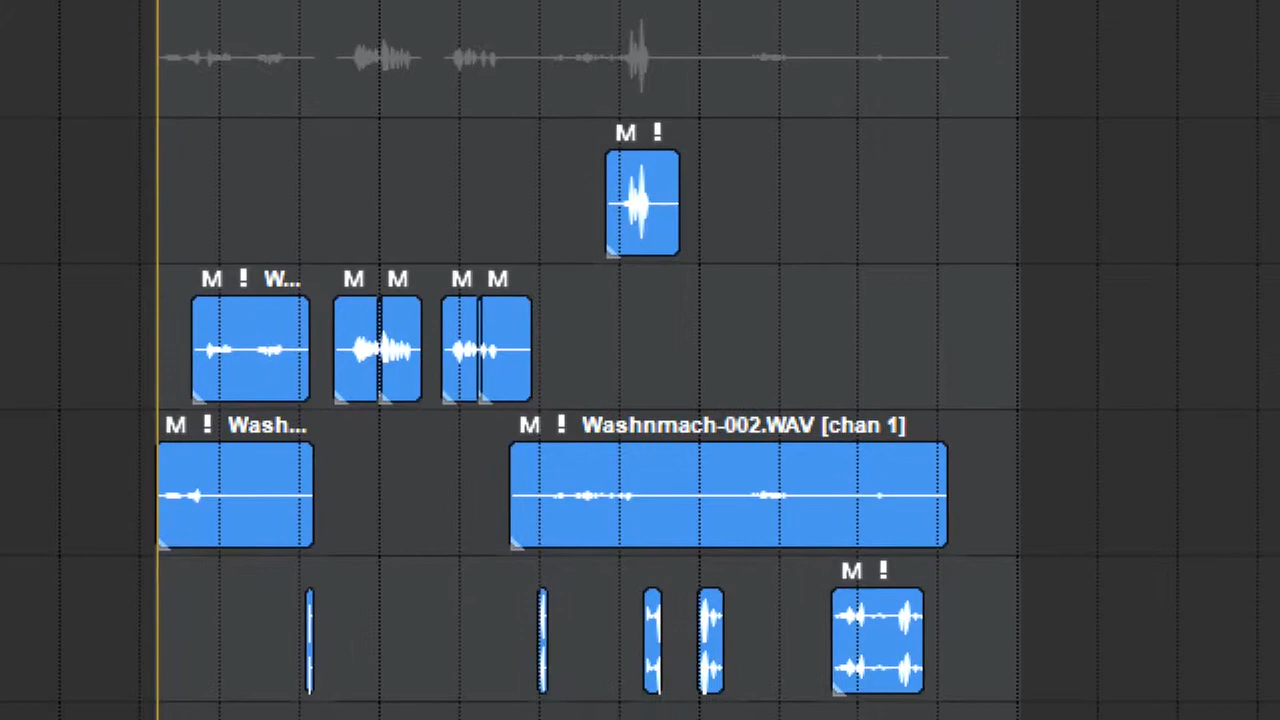 M !
M ! W... M M M M
M ! Wash... M ! Washnmach-002.WAV [chan 1]
M !